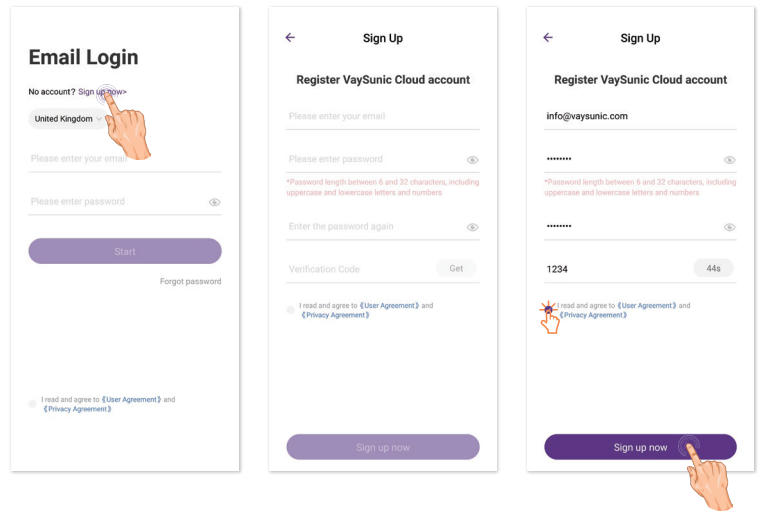 Email Login
No account? Sign up now>
United Kingdom
Please enter your email
Please enter password
Start
Forgot password
I read and agree to《User Agreement》and
《Privacy Agreement》
Sign Up
Register VaySunic Cloud account
Please enter your email
Please enter password
*Password length between 6 and 32 characters, including
uppercase and lowercase letters and numbers
Enter the password again
Verification Code Get
I read and agree to《User Agreement》and
《Privacy Agreement》
Sign up now
Sign Up
Register VaySunic Cloud account
info@vaysunic.com
••••••••
*Password length between 6 and 32 characters, including
uppercase and lowercase letters and numbers
••••••••
1234 44s
I read and agree to《User Agreement》and
《Privacy Agreement》
Sign up now